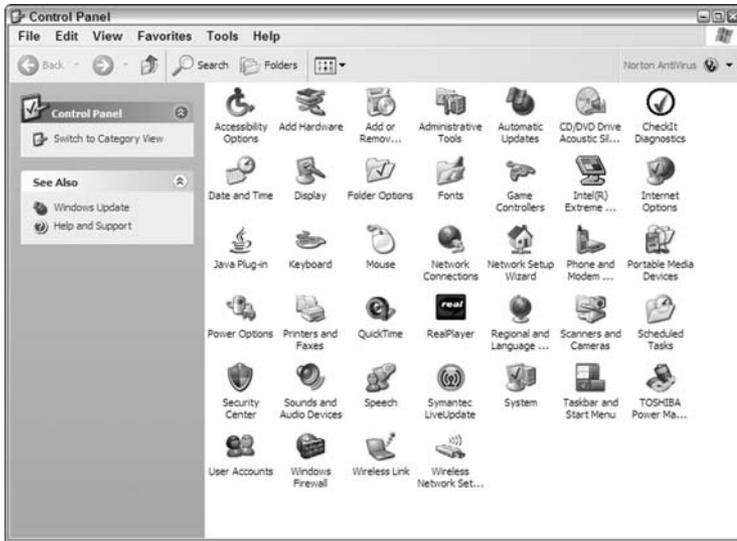 Control Panel
File Edit View Favorites Tools Help
Back Search Folders Norton AntiVirus
Control Panel
Switch to Category View
See Also
Windows Update
Help and Support
Accessibility Add Hardware Add or Administrative Automatic CD/DVD Drive CheckIt
Options Remov... Tools Updates Acoustic Sil... Diagnostics
Date and Time Display Folder Options Fonts Game Intel(R) Internet
Controllers Extreme ... Options
Java Plug-in Keyboard Mouse Network Network Setup Phone and Portable Media
Connections Wizard Modem ... Devices
real
Power Options Printers and QuickTime RealPlayer Regional and Scanners and Scheduled
Faxes Language ... Cameras Tasks
Security Sounds and Speech Symantec System Taskbar and TOSHIBA
Center Audio Devices LiveUpdate Start Menu Power Ma...
User Accounts Windows Wireless Link Wireless
Firewall Network Set...